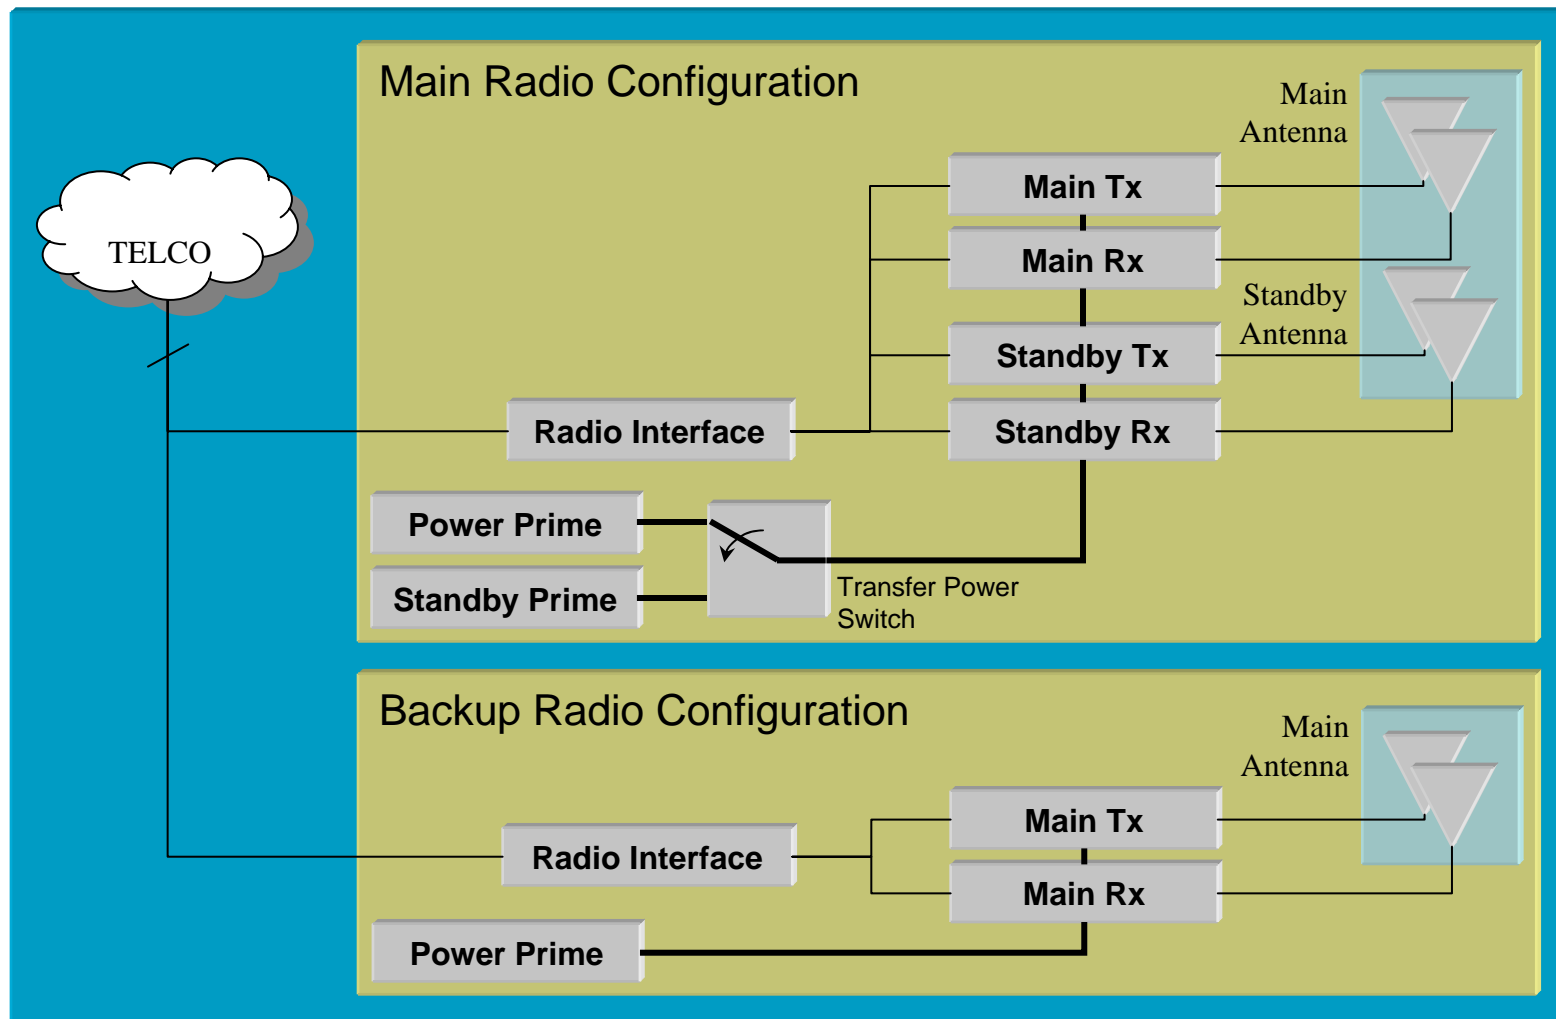 Main Radio Configuration
Main
Antenna
Main Tx
TELCO
Main Rx
Standby
Antenna
Standby Tx
Radio Interface
Standby Rx
Power Prime
Standby Prime
Transfer Power
Switch
Backup Radio Configuration
Main
Antenna
Main Tx
Radio Interface
Main Rx
Power Prime